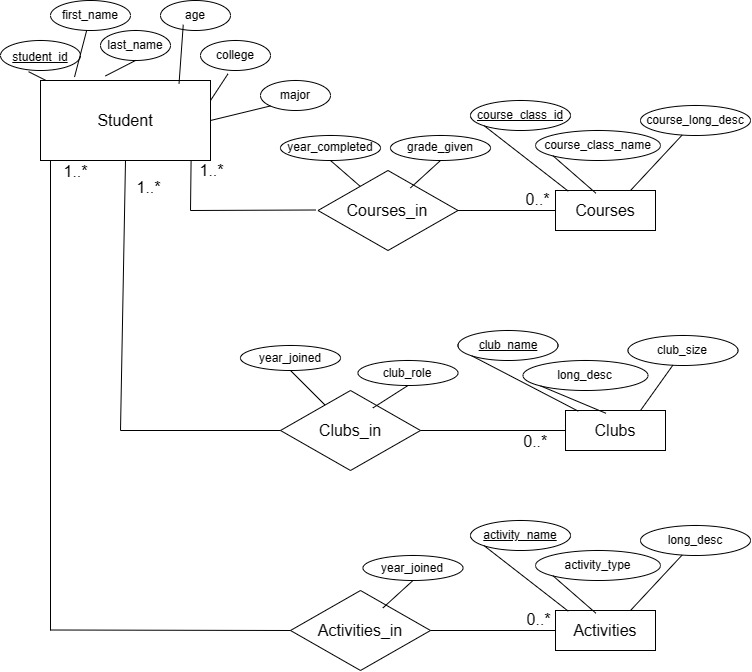 first_name
age
student_id
last_name
college
major
Student
1..*
1..*
1..*
year_completed
grade_given
Courses_in
course_class_id
course_long_desc
course_class_name
0..*
Courses
year_joined
club_role
Clubs_in
club_name
club_size
long_desc
0..*
Clubs
year_joined
Activities_in
activity_name
long_desc
activity_type
0..*
Activities